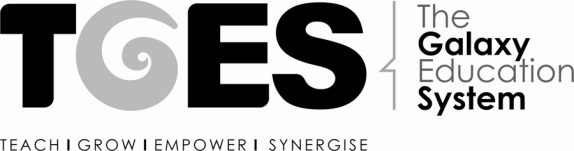 TGES
The
Galaxy
Education
System
TEACH I GROW I EMPOWER I SYNERGISE